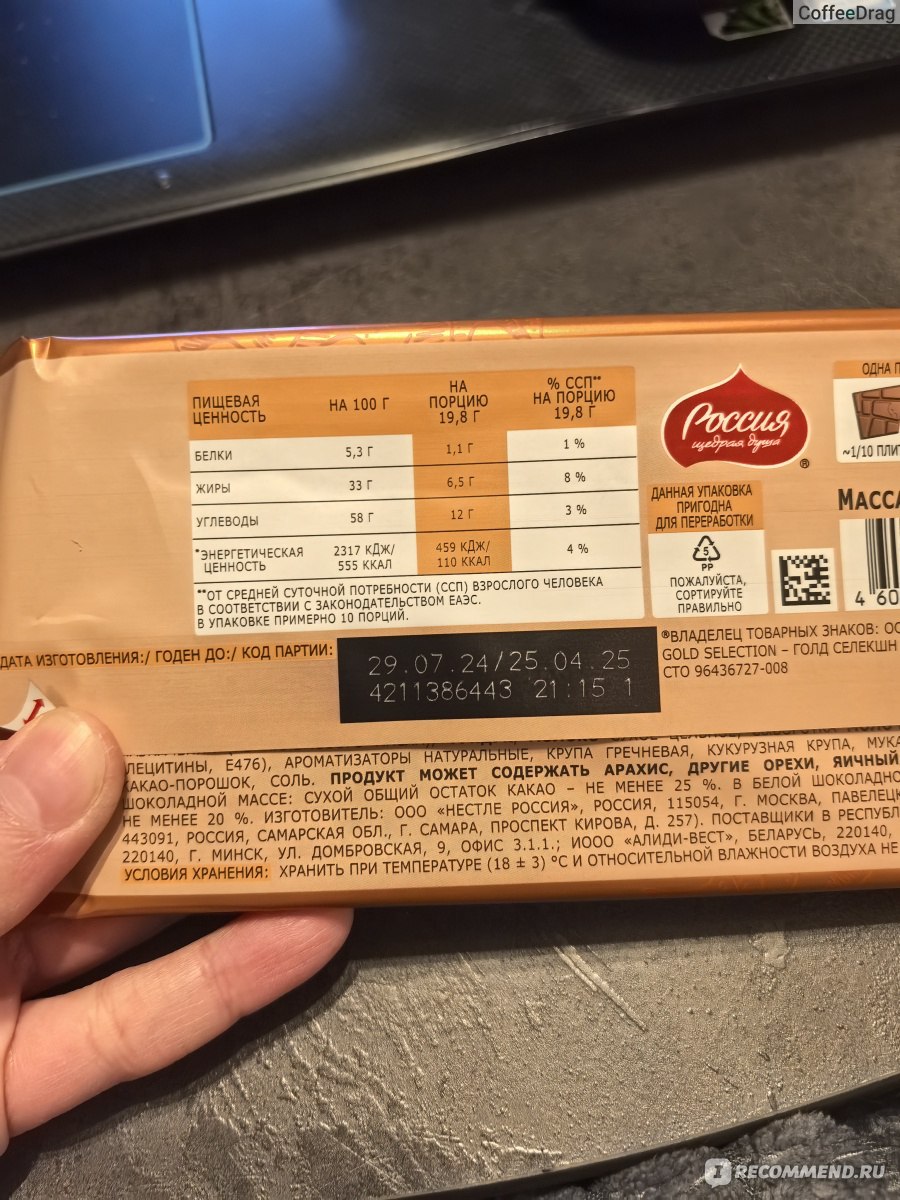 CoffeeDrag
ПИЩЕВАЯ ЦЕННОСТЬ НА 100 Г НА ПОРЦИЮ 19,8 Г % ССП** НА ПОРЦИЮ 19,8 Г
БЕЛКИ 5,3 Г 1,1 Г 1 %
ЖИРЫ 33 Г 6,5 Г 8 %
УГЛЕВОДЫ 58 Г 12 Г 3 %
*ЭНЕРГЕТИЧЕСКАЯ ЦЕННОСТЬ 2317 КДЖ/ 555 ККАЛ 459 КДЖ/ 110 ККАЛ 4 %
**ОТ СРЕДНЕЙ СУТОЧНОЙ ПОТРЕБНОСТИ (ССП) ВЗРОСЛОГО ЧЕЛОВЕКА
В СООТВЕТСТВИИ С ЗАКОНОДАТЕЛЬСТВОМ ЕАЭС.
В УПАКОВКЕ ПРИМЕРНО 10 ПОРЦИЙ.
Россия
щедрая душа
®
ДАННАЯ УПАКОВКА
ПРИГОДНА
ДЛЯ ПЕРЕРАБОТКИ
5
PP
ПОЖАЛУЙСТА,
СОРТИРУЙТЕ
ПРАВИЛЬНО
ОДНА П
~1/10 ПЛИТ
МАССА
4 60
ДАТА ИЗГОТОВЛЕНИЯ:/ ГОДЕН ДО:/ КОД ПАРТИИ:
29.07.24/25.04.25
4211386443 21:15 1
®ВЛАДЕЛЕЦ ТОВАРНЫХ ЗНАКОВ: ОС
GOLD SELECTION – ГОЛД СЕЛЕКШН
СТО 96436727-008
ЛЕЦИТИНЫ, Е476), АРОМАТИЗАТОРЫ НАТУРАЛЬНЫЕ, КРУПА ГРЕЧНЕВАЯ, КУКУРУЗНАЯ КРУПА, МУКА
КАКАО-ПОРОШОК, СОЛЬ. ПРОДУКТ МОЖЕТ СОДЕРЖАТЬ АРАХИС, ДРУГИЕ ОРЕХИ, ЯИЧНЫЙ
ШОКОЛАДНОЙ МАССЕ: СУХОЙ ОБЩИЙ ОСТАТОК КАКАО – НЕ МЕНЕЕ 25 %. В БЕЛОЙ ШОКОЛАДНО
НЕ МЕНЕЕ 20 %. ИЗГОТОВИТЕЛЬ: ООО «НЕСТЛЕ РОССИЯ», РОССИЯ, 115054, Г. МОСКВА, ПАВЕЛЕЦК
443091, РОССИЯ, САМАРСКАЯ ОБЛ., Г. САМАРА, ПРОСПЕКТ КИРОВА, Д. 257). ПОСТАВЩИКИ В РЕСПУБЛ
220140, Г. МИНСК, УЛ. ДОМБРОВСКАЯ, 9, ОФИС 3.1.1.; ИООО «АЛИДИ-ВЕСТ», БЕЛАРУСЬ, 220140,
УСЛОВИЯ ХРАНЕНИЯ: ХРАНИТЬ ПРИ ТЕМПЕРАТУРЕ (18 ± 3) °С И ОТНОСИТЕЛЬНОЙ ВЛАЖНОСТИ ВОЗДУХА НЕ
RECOMMEND.RU